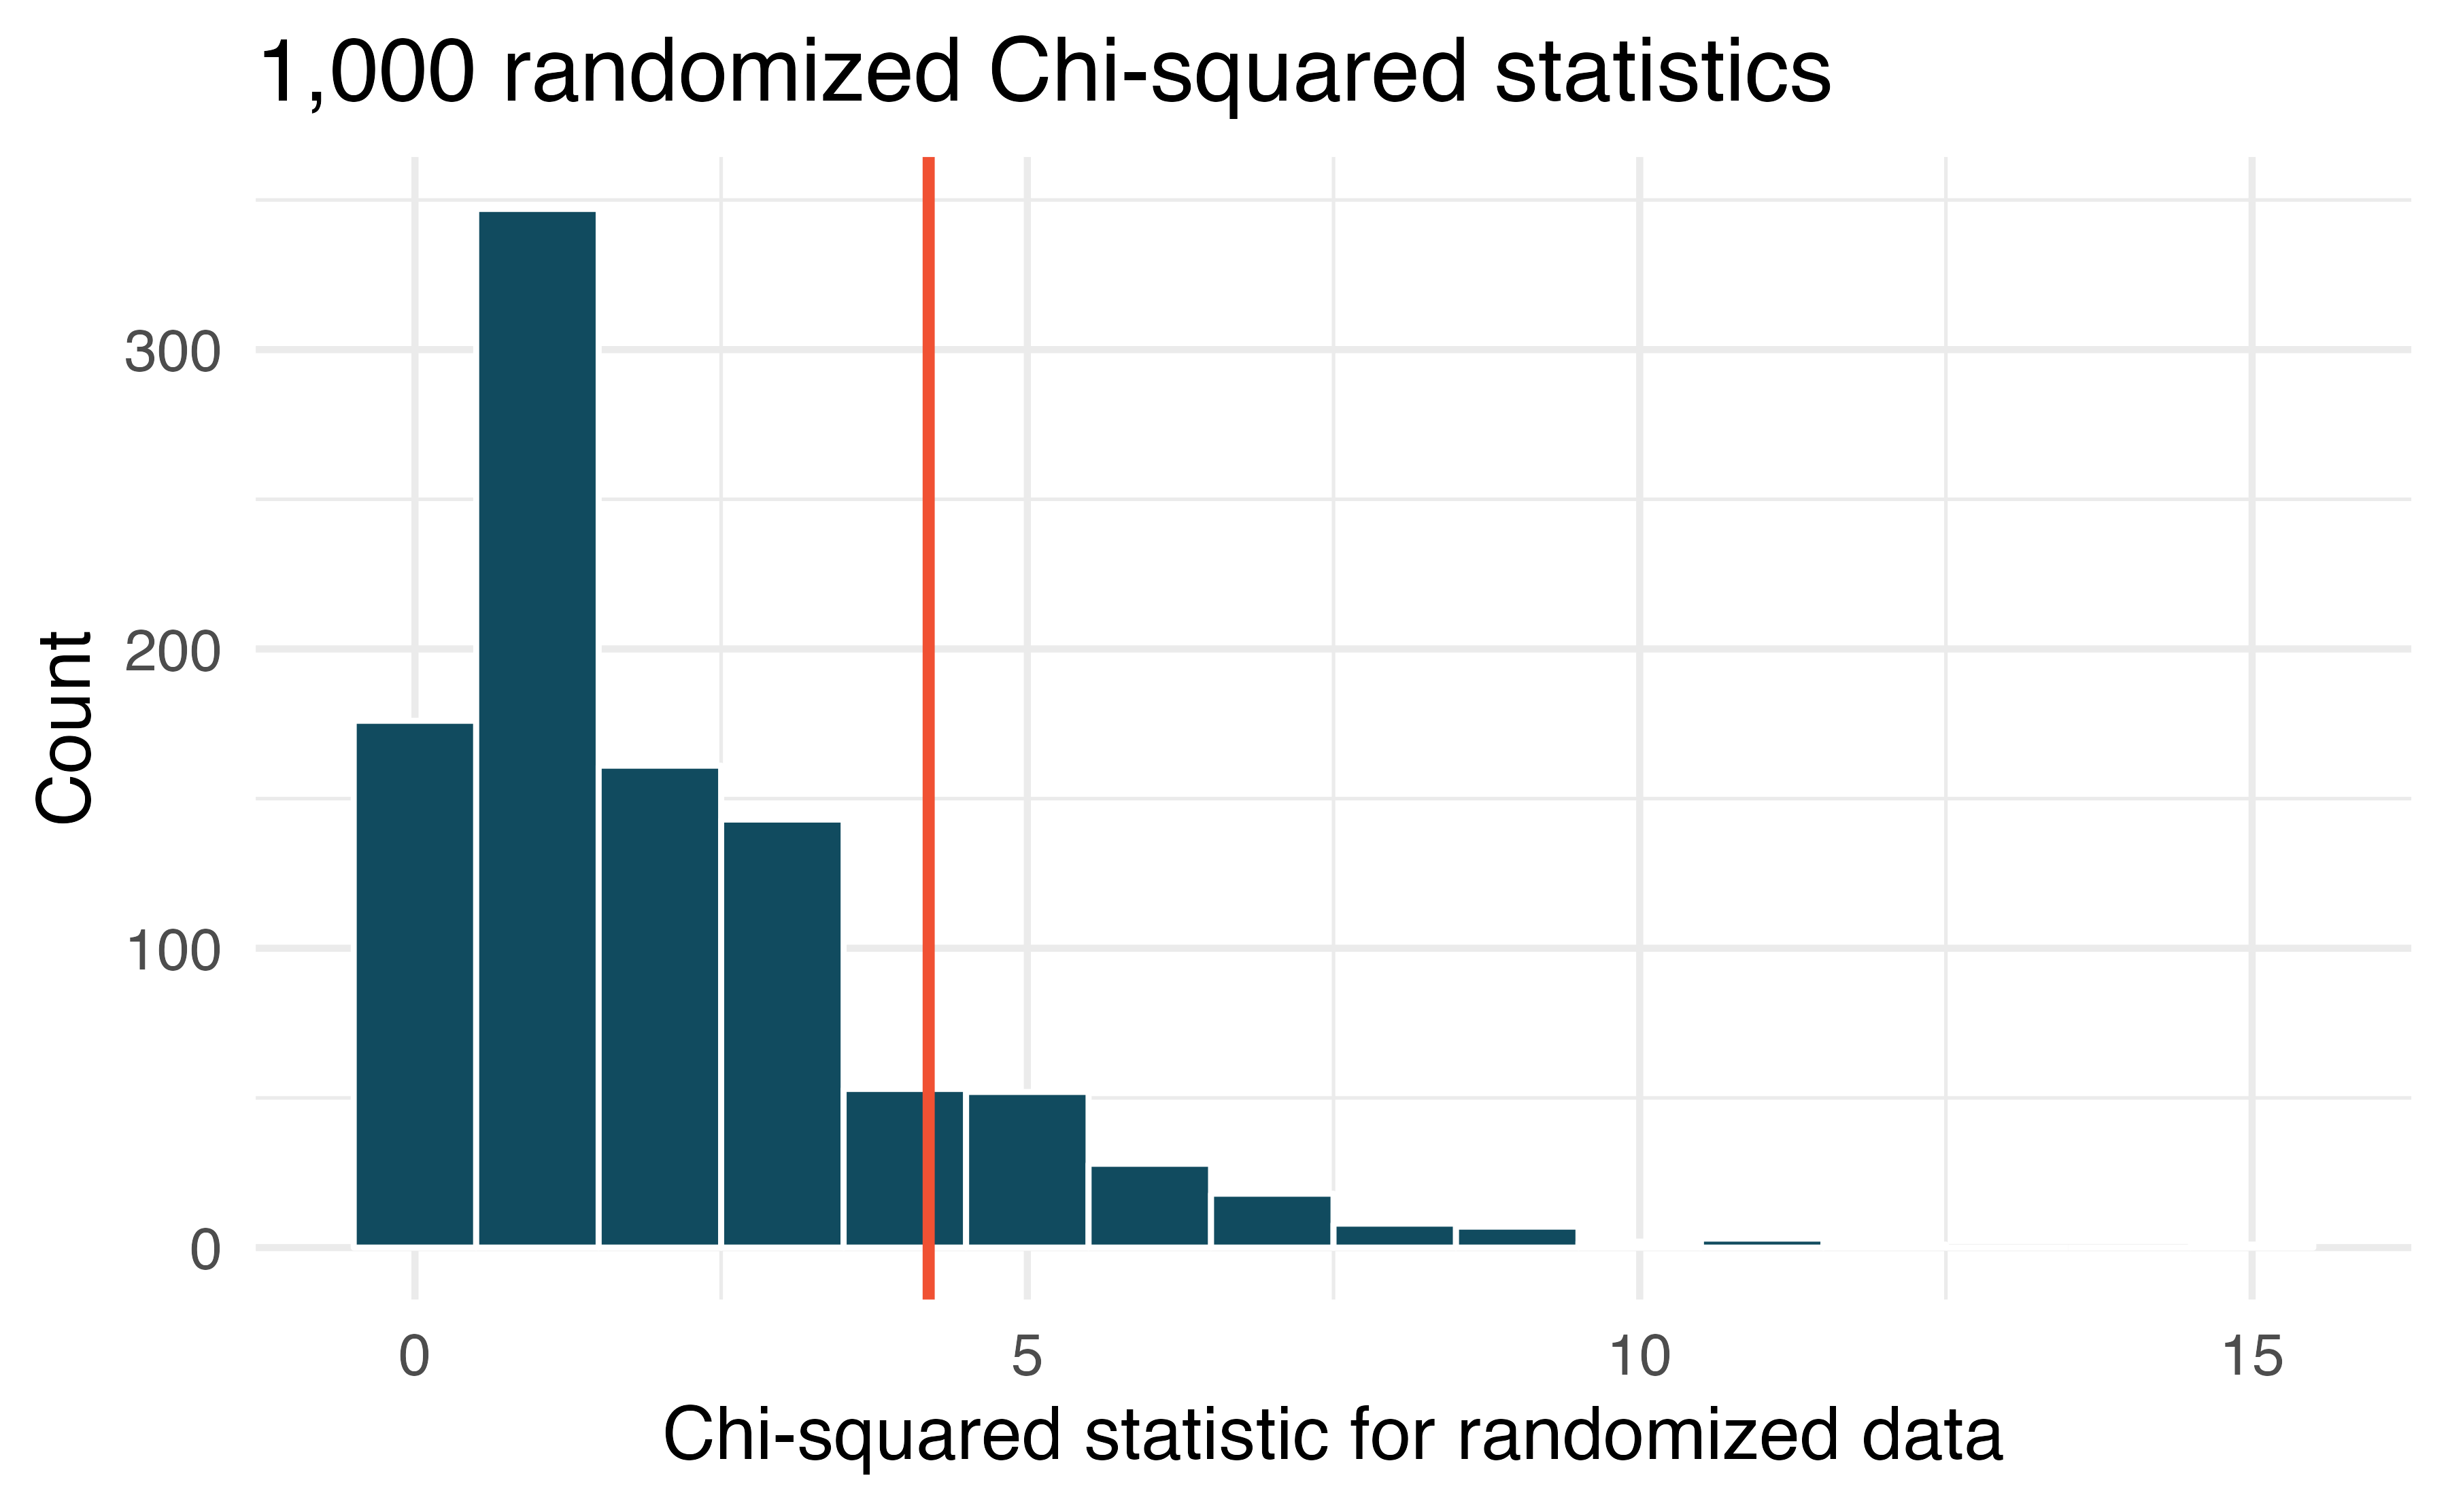 1,000 randomized Chi-squared statistics
300
200
100
0
Count
0 5 10 15
Chi-squared statistic for randomized data